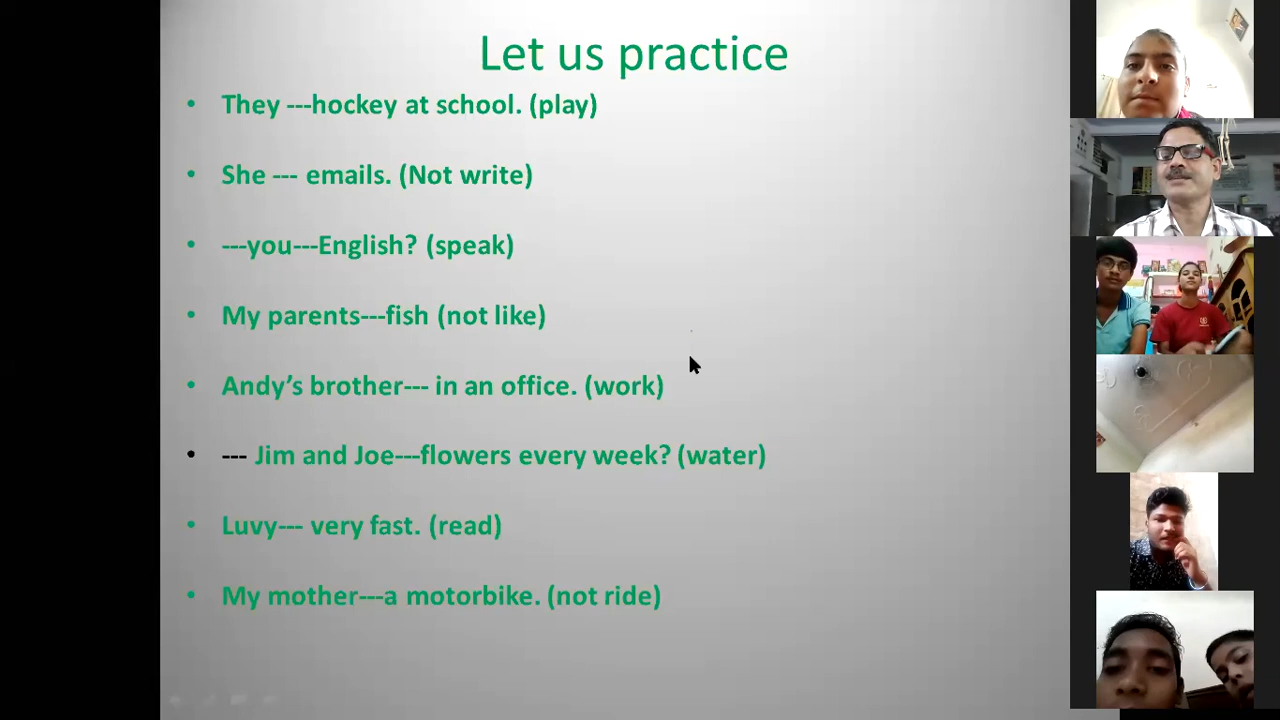 Let us practice
• They ---hockey at school. (play)
• She --- emails. (Not write)
• ---you---English? (speak)
• My parents---fish (not like)
• Andy’s brother--- in an office. (work)
• --- Jim and Joe---flowers every week? (water)
• Luvy--- very fast. (read)
• My mother---a motorbike. (not ride)